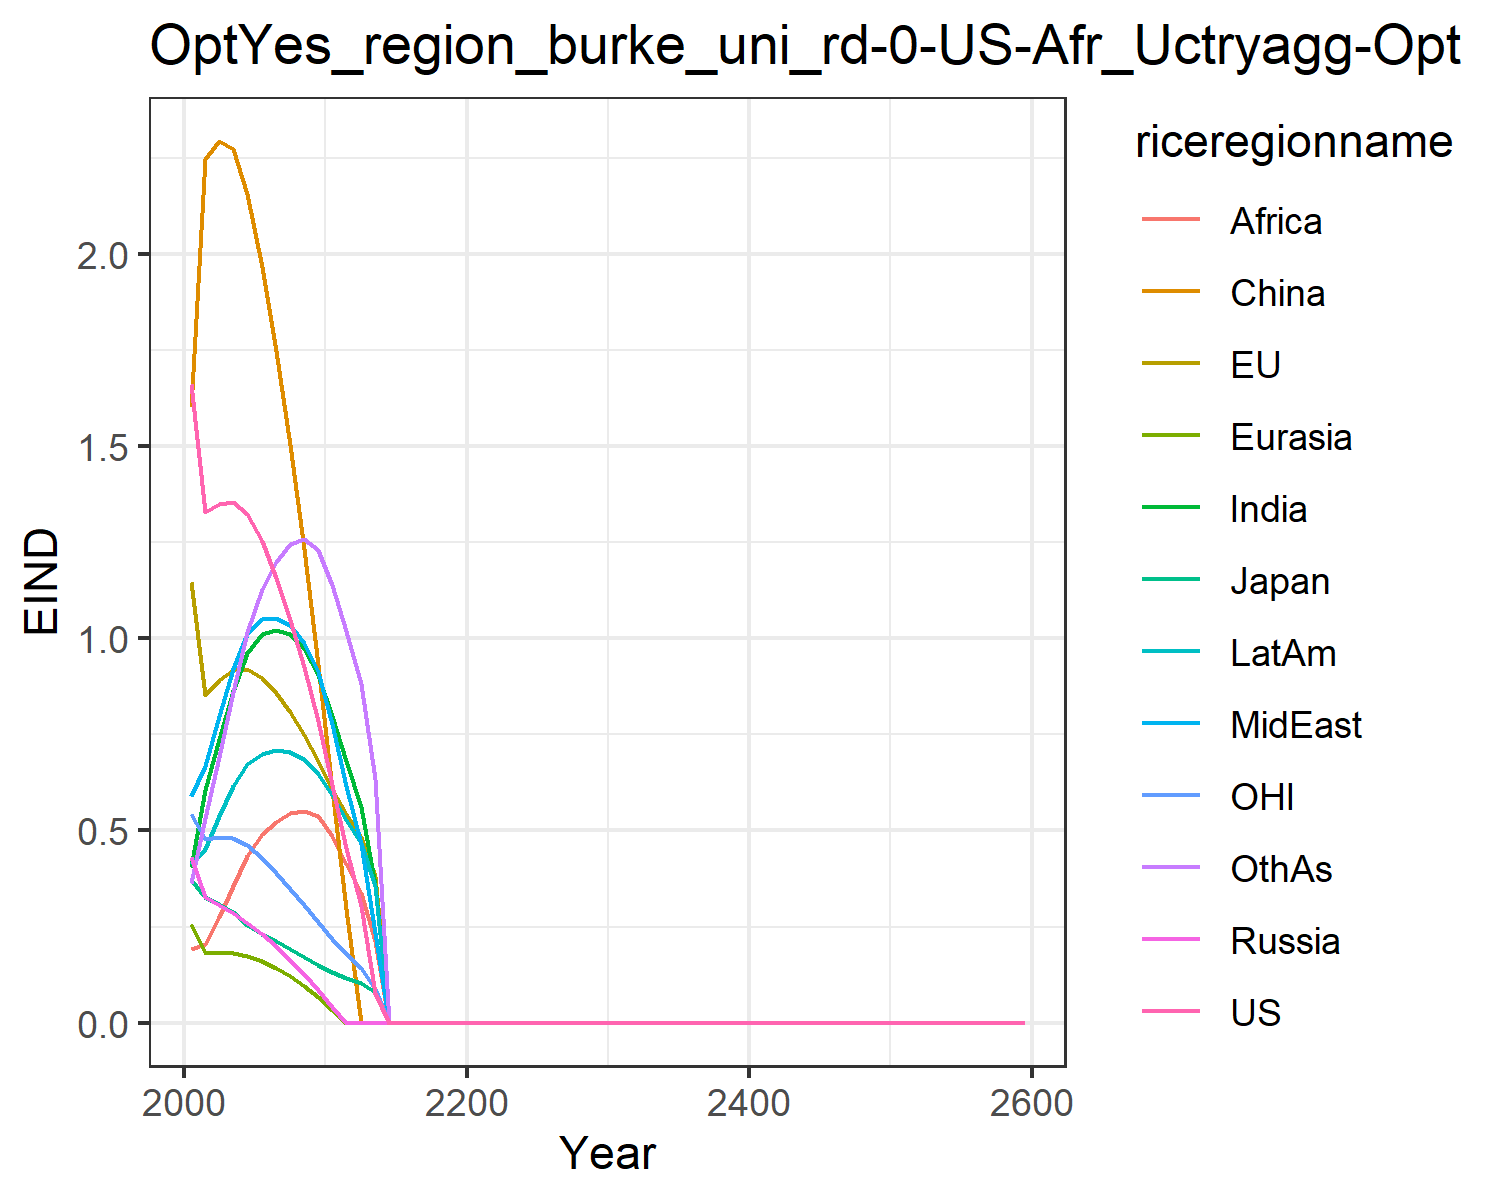 OptYes_region_burke_uni_rd-0-US-Afr_Uctryagg-Opt
EIND
2.0
1.5
1.0
0.5
0.0
2000
2200
2400
2600
Year
riceregionname
Africa
China
EU
Eurasia
India
Japan
LatAm
MidEast
OHI
OthAs
Russia
US